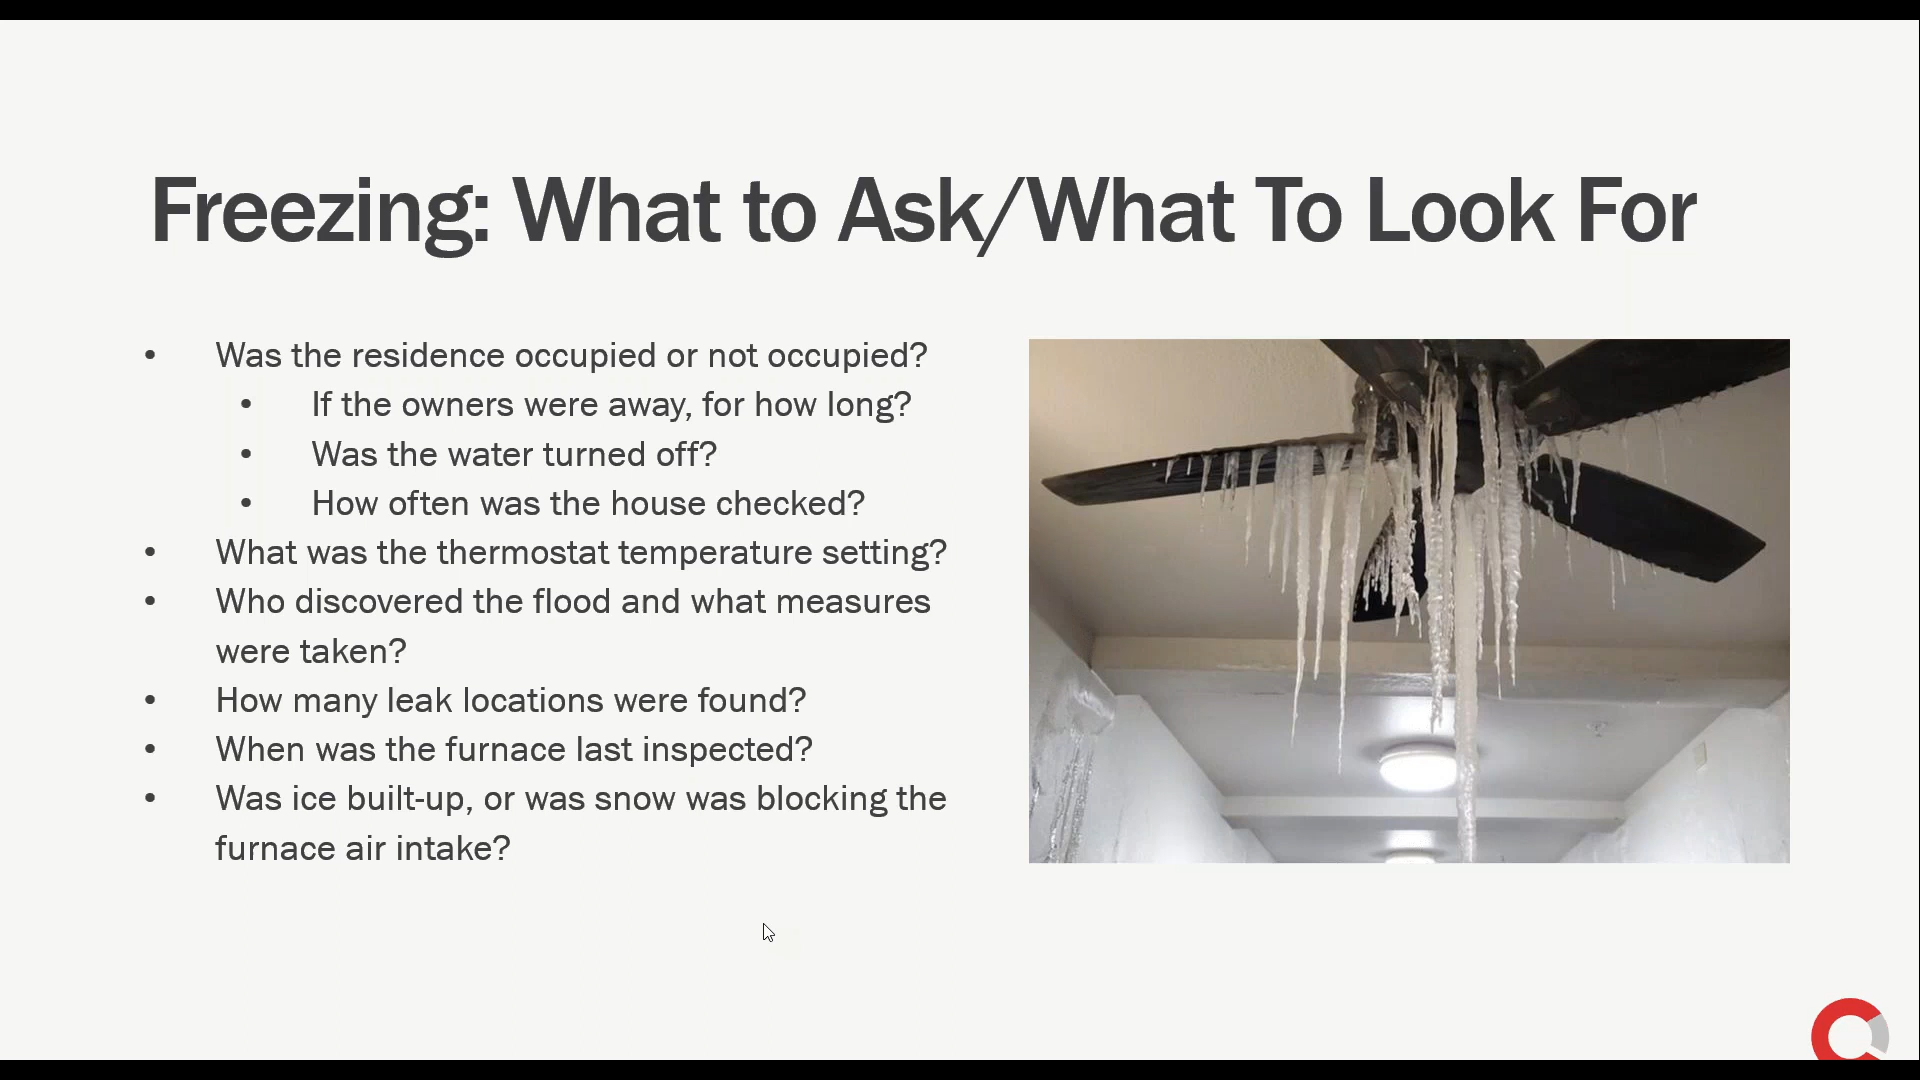 Freezing: What to Ask/What To Look For
• Was the residence occupied or not occupied?
• If the owners were away, for how long?
• Was the water turned off?
• How often was the house checked?
• What was the thermostat temperature setting?
• Who discovered the flood and what measures
were taken?
• How many leak locations were found?
• When was the furnace last inspected?
• Was ice built-up, or was snow was blocking the
furnace air intake?